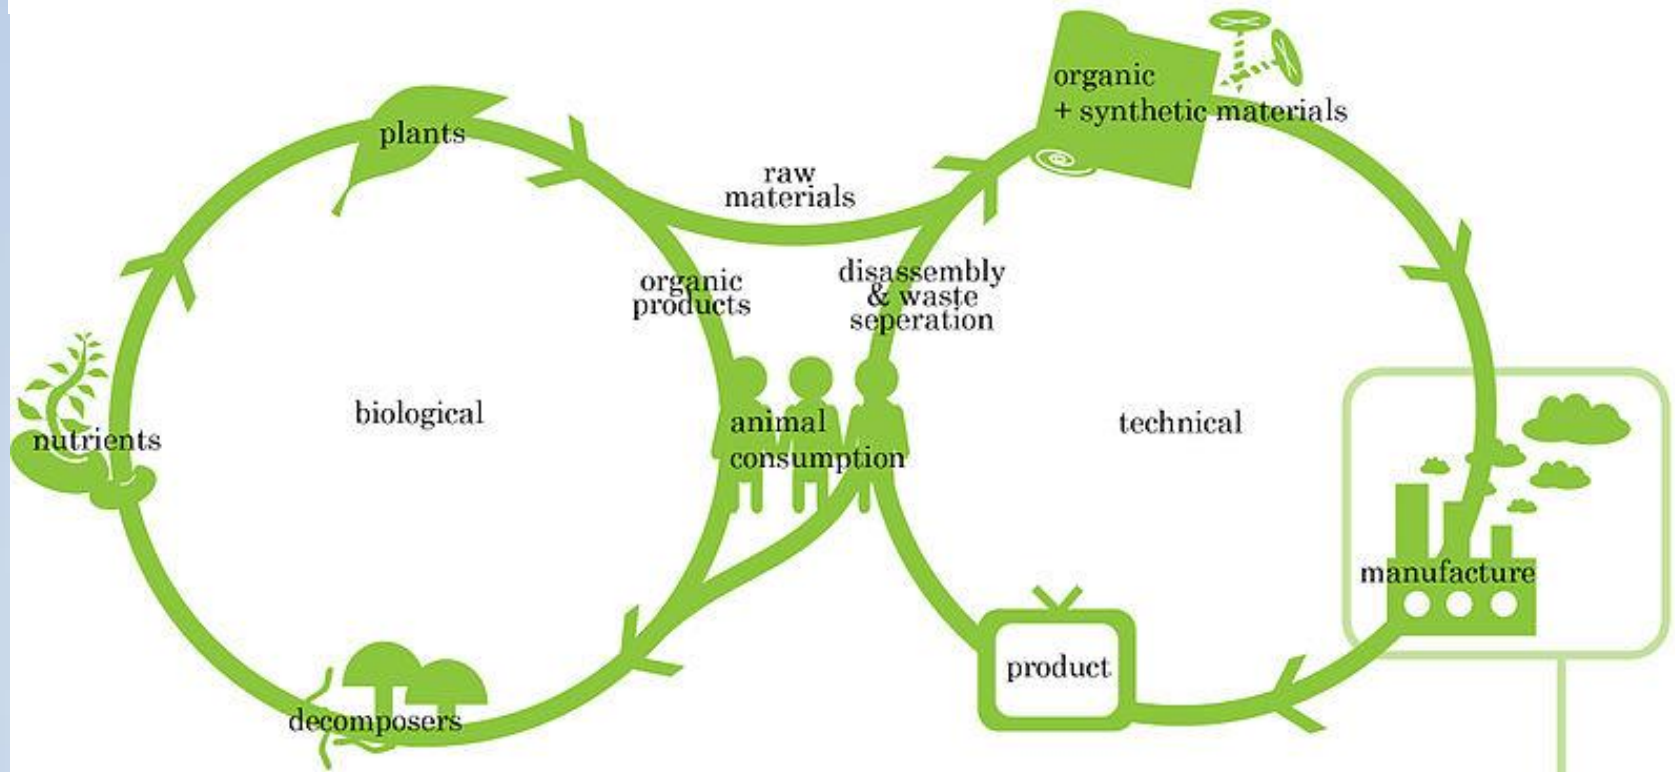 organic
+ synthetic materials
plants
raw
materials
organic
products
disassembly
& waste
seperation
biological
technical
animal
consumption
nutrients
manufacture
product
decomposers